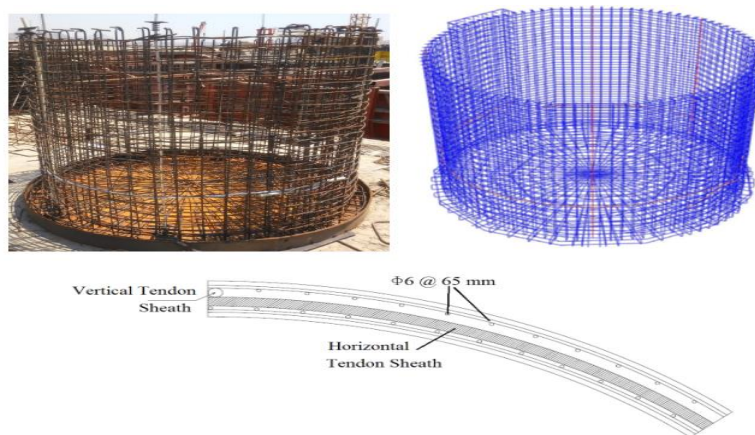 Φ6 @ 65 mm
Vertical Tendon
Sheath
Horizontal
Tendon Sheath